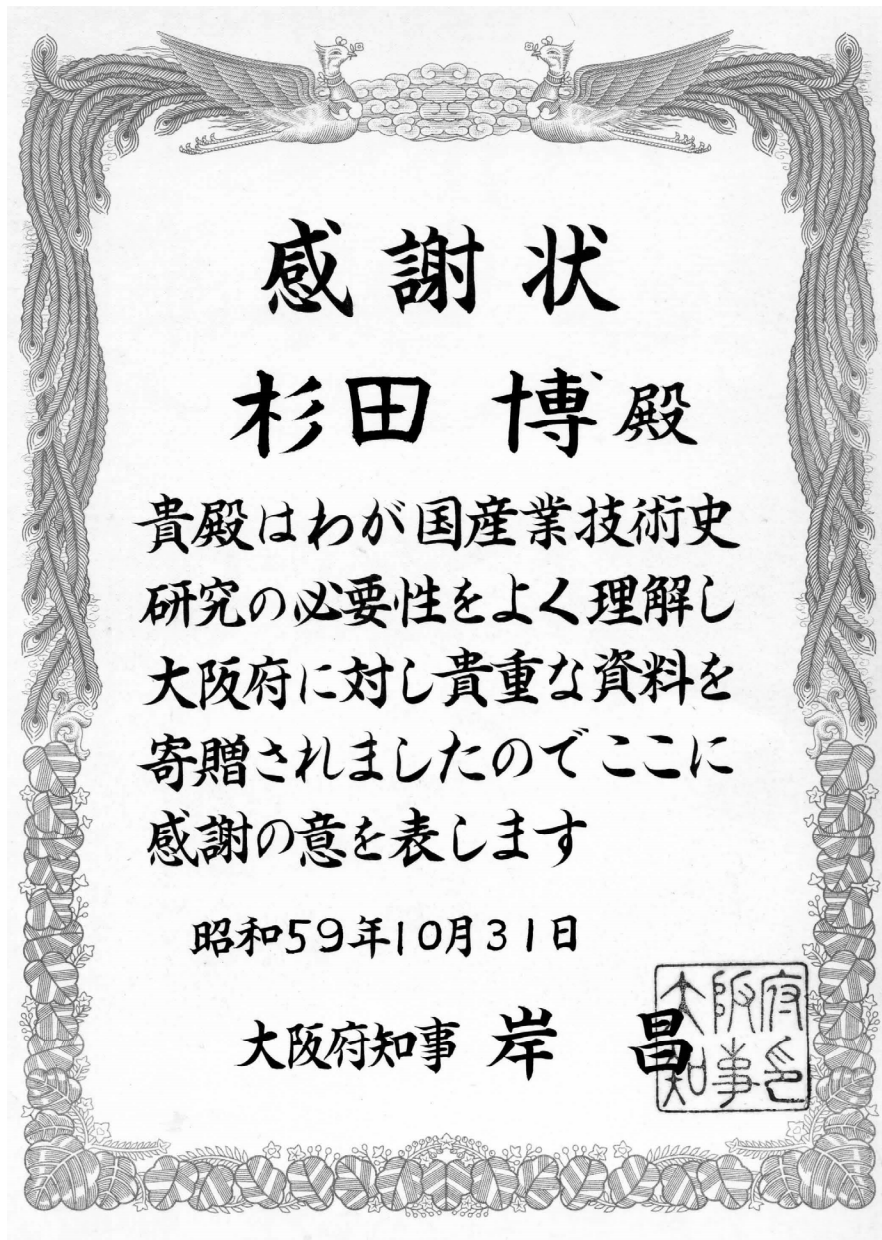 感謝状
杉田 博殿
貴殿はわが国産業技術史
研究の必要性をよく理解し
大阪府に対し貴重な資料を
寄贈されましたのでここに
感謝の意を表します
昭和59年10月31日
大阪府知事 岸 昌
大阪府
知事印